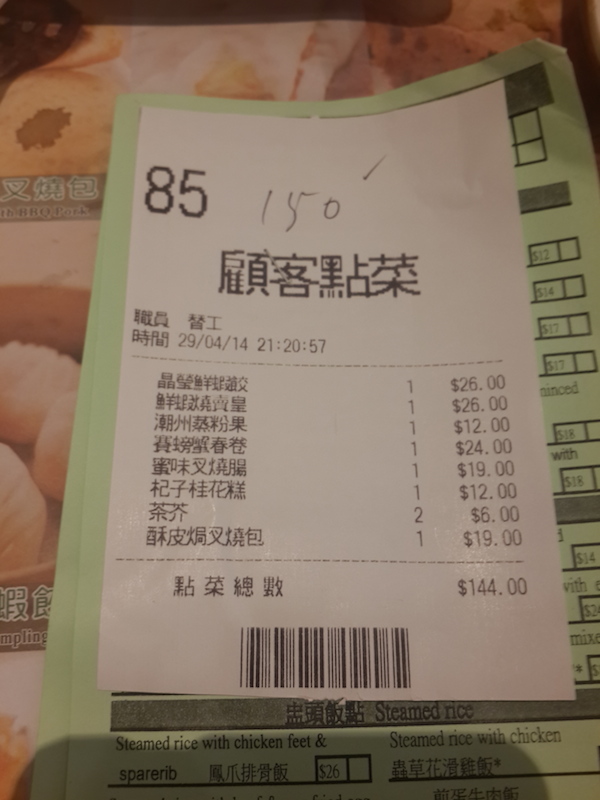 85
150
顧客點菜
職員 替工
時間 29/04/14 21:20:57
晶瑩鮮蝦餃 1 $26.00
鮮蝦燒賣皇 1 $26.00
潮州蒸粉果 1 $12.00
賽螃蟹春卷 1 $24.00
蜜味叉燒腸 1 $19.00
杞子桂花糕 1 $12.00
茶芥 2 $6.00
酥皮焗叉燒包 1 $19.00
點菜總數 $144.00
叉燒包
BBQ Pork
$12
$14
$17
$17
minced
$18
with
$18
$14
with
蝦餃
忠頭飯點 Steamed rice
Steamed rice with chicken feet &
sparerib 鳳爪排骨飯 $26
Steamed rice with chicken
蟲草花滑雞飯*
煎蛋牛肉飯